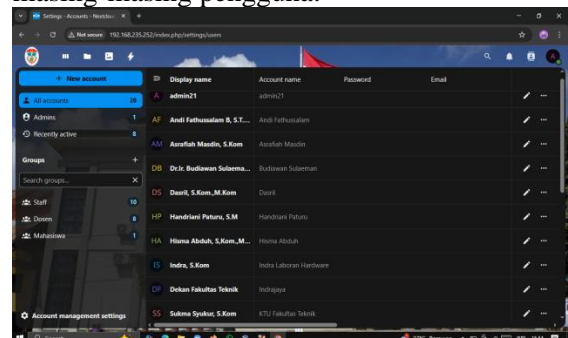 masing-masing pengguna.
Settings - Accounts - Nextclou
Not secure 192.168.235.252/index.php/settings/users
+ New account
All accounts 20
Admins 1
Recently active 8
Groups +
Search groups...
Staff 10
Dosen 8
Mahasiswa 1
Account management settings
Display name Account name Password Email
A admin21 admin21
AF Andi Fathussalam B, S.T.... Andi Fathussalam
AM Asrafiah Masdin, S.Kom Asrafiah Masdin
DB Dr.Ir. Budiawan Sulaema... Budiawan Sulaeman
DS Dasril, S.Kom.,M.Kom Dasril
HP Handriani Paturu, S.M Handriani Paturu
HA Hisma Abduh, S,Kom.,M... Hisma Abduh
IS Indra, S.Kom Indra Laboran Hardware
DF Dekan Fakultas Teknik Indrajaya
SS Sukma Syukur, S.Kom KTU Fakultas Teknik